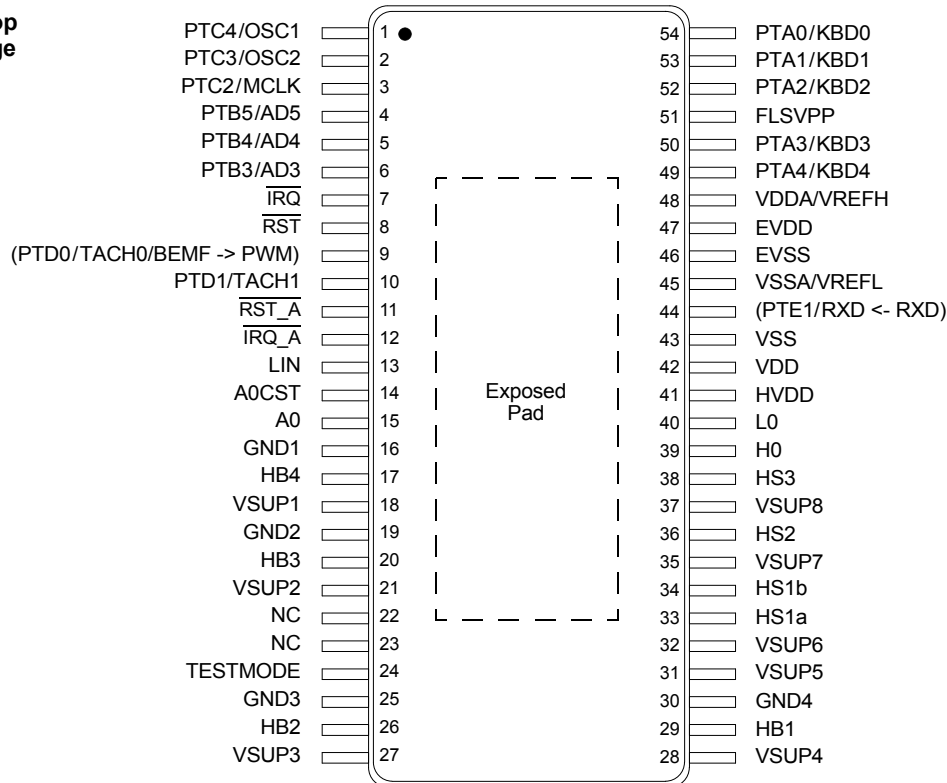 op
ge
PTC4/OSC1 1 54 PTA0/KBD0
PTC3/OSC2 2 53 PTA1/KBD1
PTC2/MCLK 3 52 PTA2/KBD2
PTB5/AD5 4 51 FLSVPP
PTB4/AD4 5 50 PTA3/KBD3
PTB3/AD3 6 49 PTA4/KBD4
IRQ 7 48 VDDA/VREFH
RST 8 47 EVDD
(PTD0/TACH0/BEMF -> PWM) 9 46 EVSS
PTD1/TACH1 10 45 VSSA/VREFL
RST_A 11 44 (PTE1/RXD <- RXD)
IRQ_A 12 43 VSS
LIN 13 42 VDD
A0CST 14 41 HVDD
A0 15 40 L0
GND1 16 39 H0
HB4 17 38 HS3
VSUP1 18 37 VSUP8
GND2 19 36 HS2
HB3 20 35 VSUP7
VSUP2 21 34 HS1b
NC 22 33 HS1a
NC 23 32 VSUP6
TESTMODE 24 31 VSUP5
GND3 25 30 GND4
HB2 26 29 HB1
VSUP3 27 28 VSUP4
Exposed
Pad